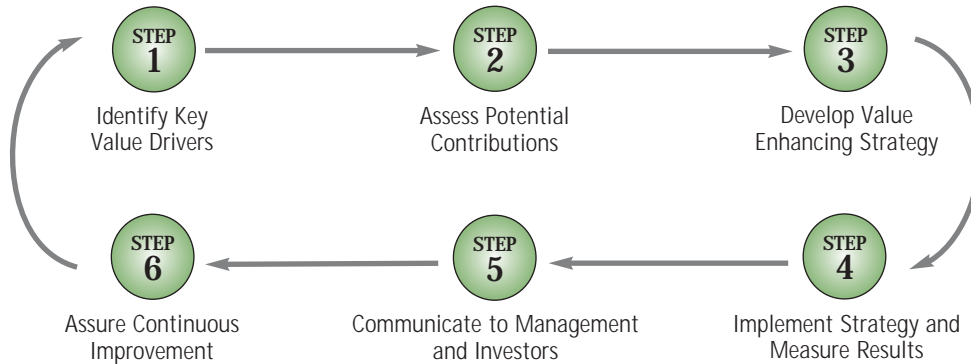 STEP
1
Identify Key
Value Drivers
STEP
2
Assess Potential
Contributions
STEP
3
Develop Value
Enhancing Strategy
STEP
4
Implement Strategy and
Measure Results
STEP
5
Communicate to Management
and Investors
STEP
6
Assure Continuous
Improvement